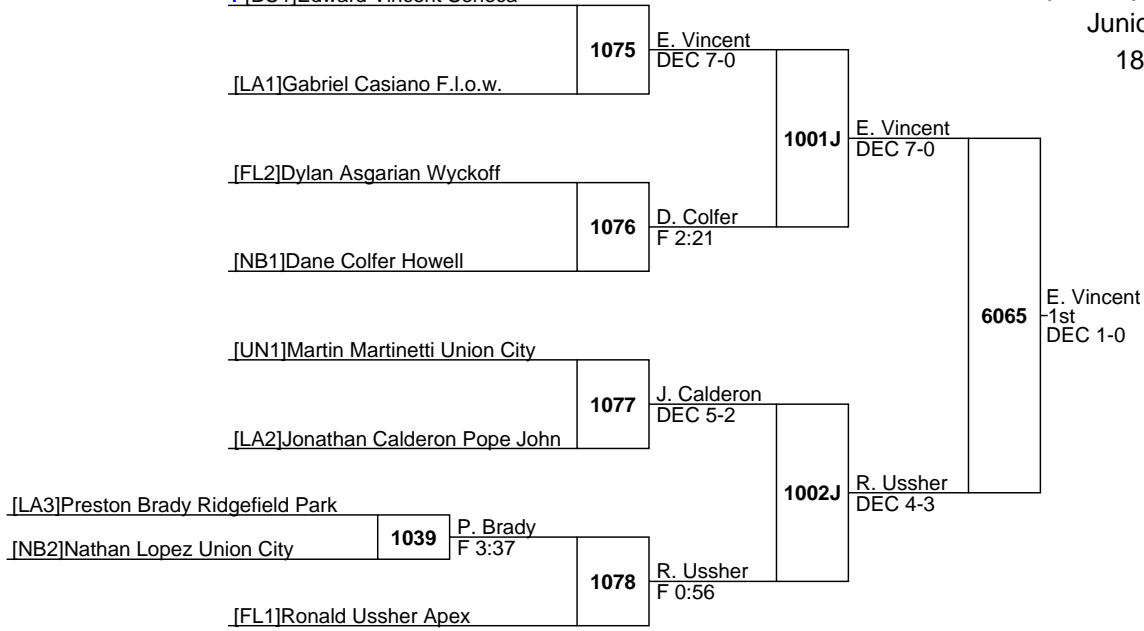 Junio
18
1075
E. Vincent
DEC 7-0
[LA1]Gabriel Casiano F.l.o.w.
1001J
E. Vincent
DEC 7-0
[FL2]Dylan Asgarian Wyckoff
1076
D. Colfer
F 2:21
[NB1]Dane Colfer Howell
6065
E. Vincent
1st
DEC 1-0
[UN1]Martin Martinetti Union City
1077
J. Calderon
DEC 5-2
[LA2]Jonathan Calderon Pope John
1002J
R. Ussher
DEC 4-3
[LA3]Preston Brady Ridgefield Park
1039
P. Brady
F 3:37
[NB2]Nathan Lopez Union City
1078
R. Ussher
F 0:56
[FL1]Ronald Ussher Apex